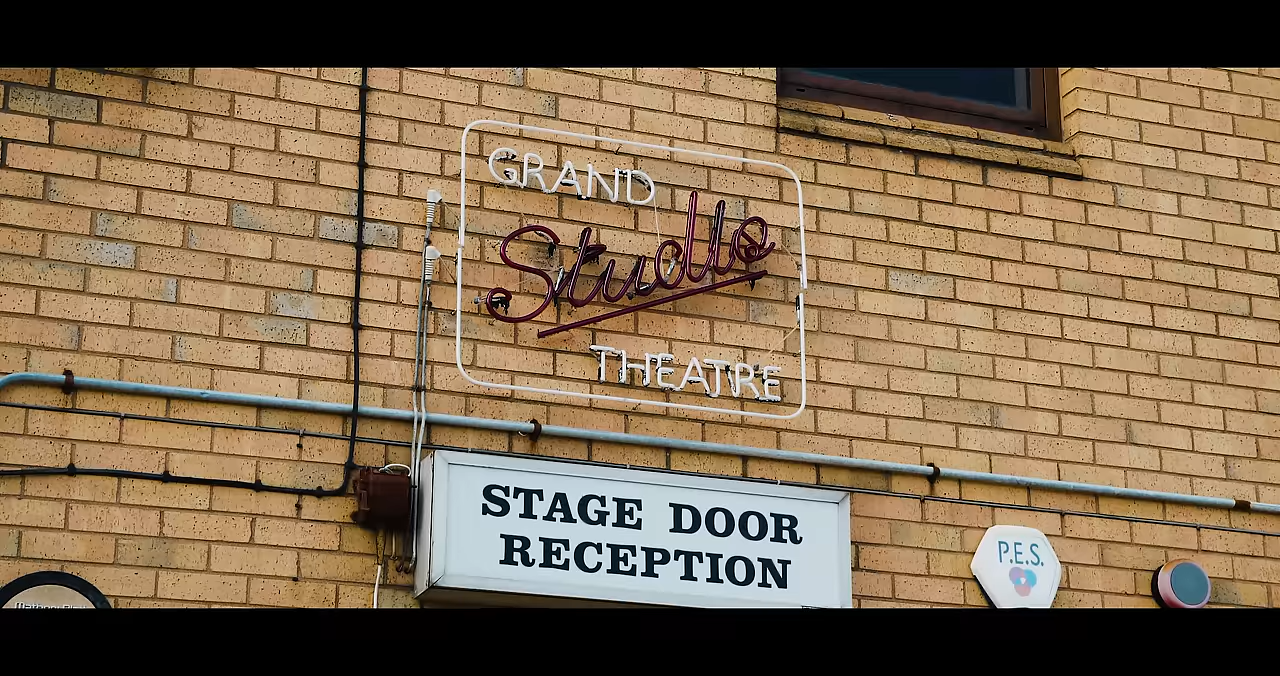 GRAND
Studio
THEATRE
STAGE DOOR
RECEPTION
P.E.S.